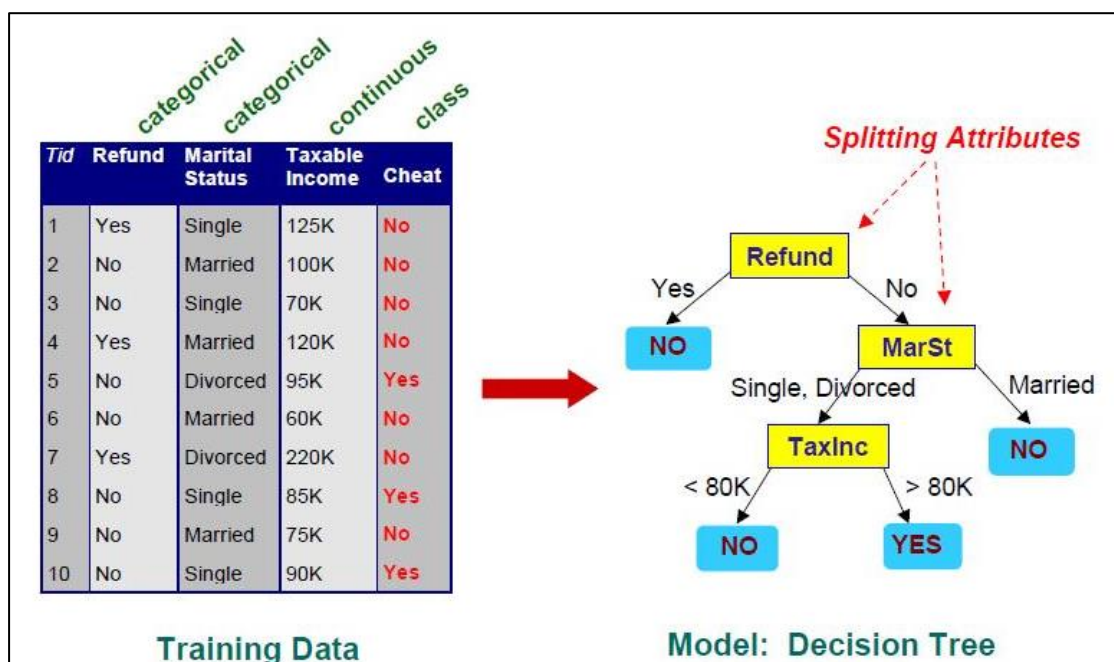 categorical
categorical
continuous
class
Tid Refund Marital Status Taxable Income Cheat
1 Yes Single 125K No
2 No Married 100K No
3 No Single 70K No
4 Yes Married 120K No
5 No Divorced 95K Yes
6 No Married 60K No
7 Yes Divorced 220K No
8 No Single 85K Yes
9 No Married 75K No
10 No Single 90K Yes
Training Data
Splitting Attributes
Refund
Yes No
NO MarSt
Single, Divorced Married
TaxInc NO
< 80K > 80K
NO YES
Model: Decision Tree